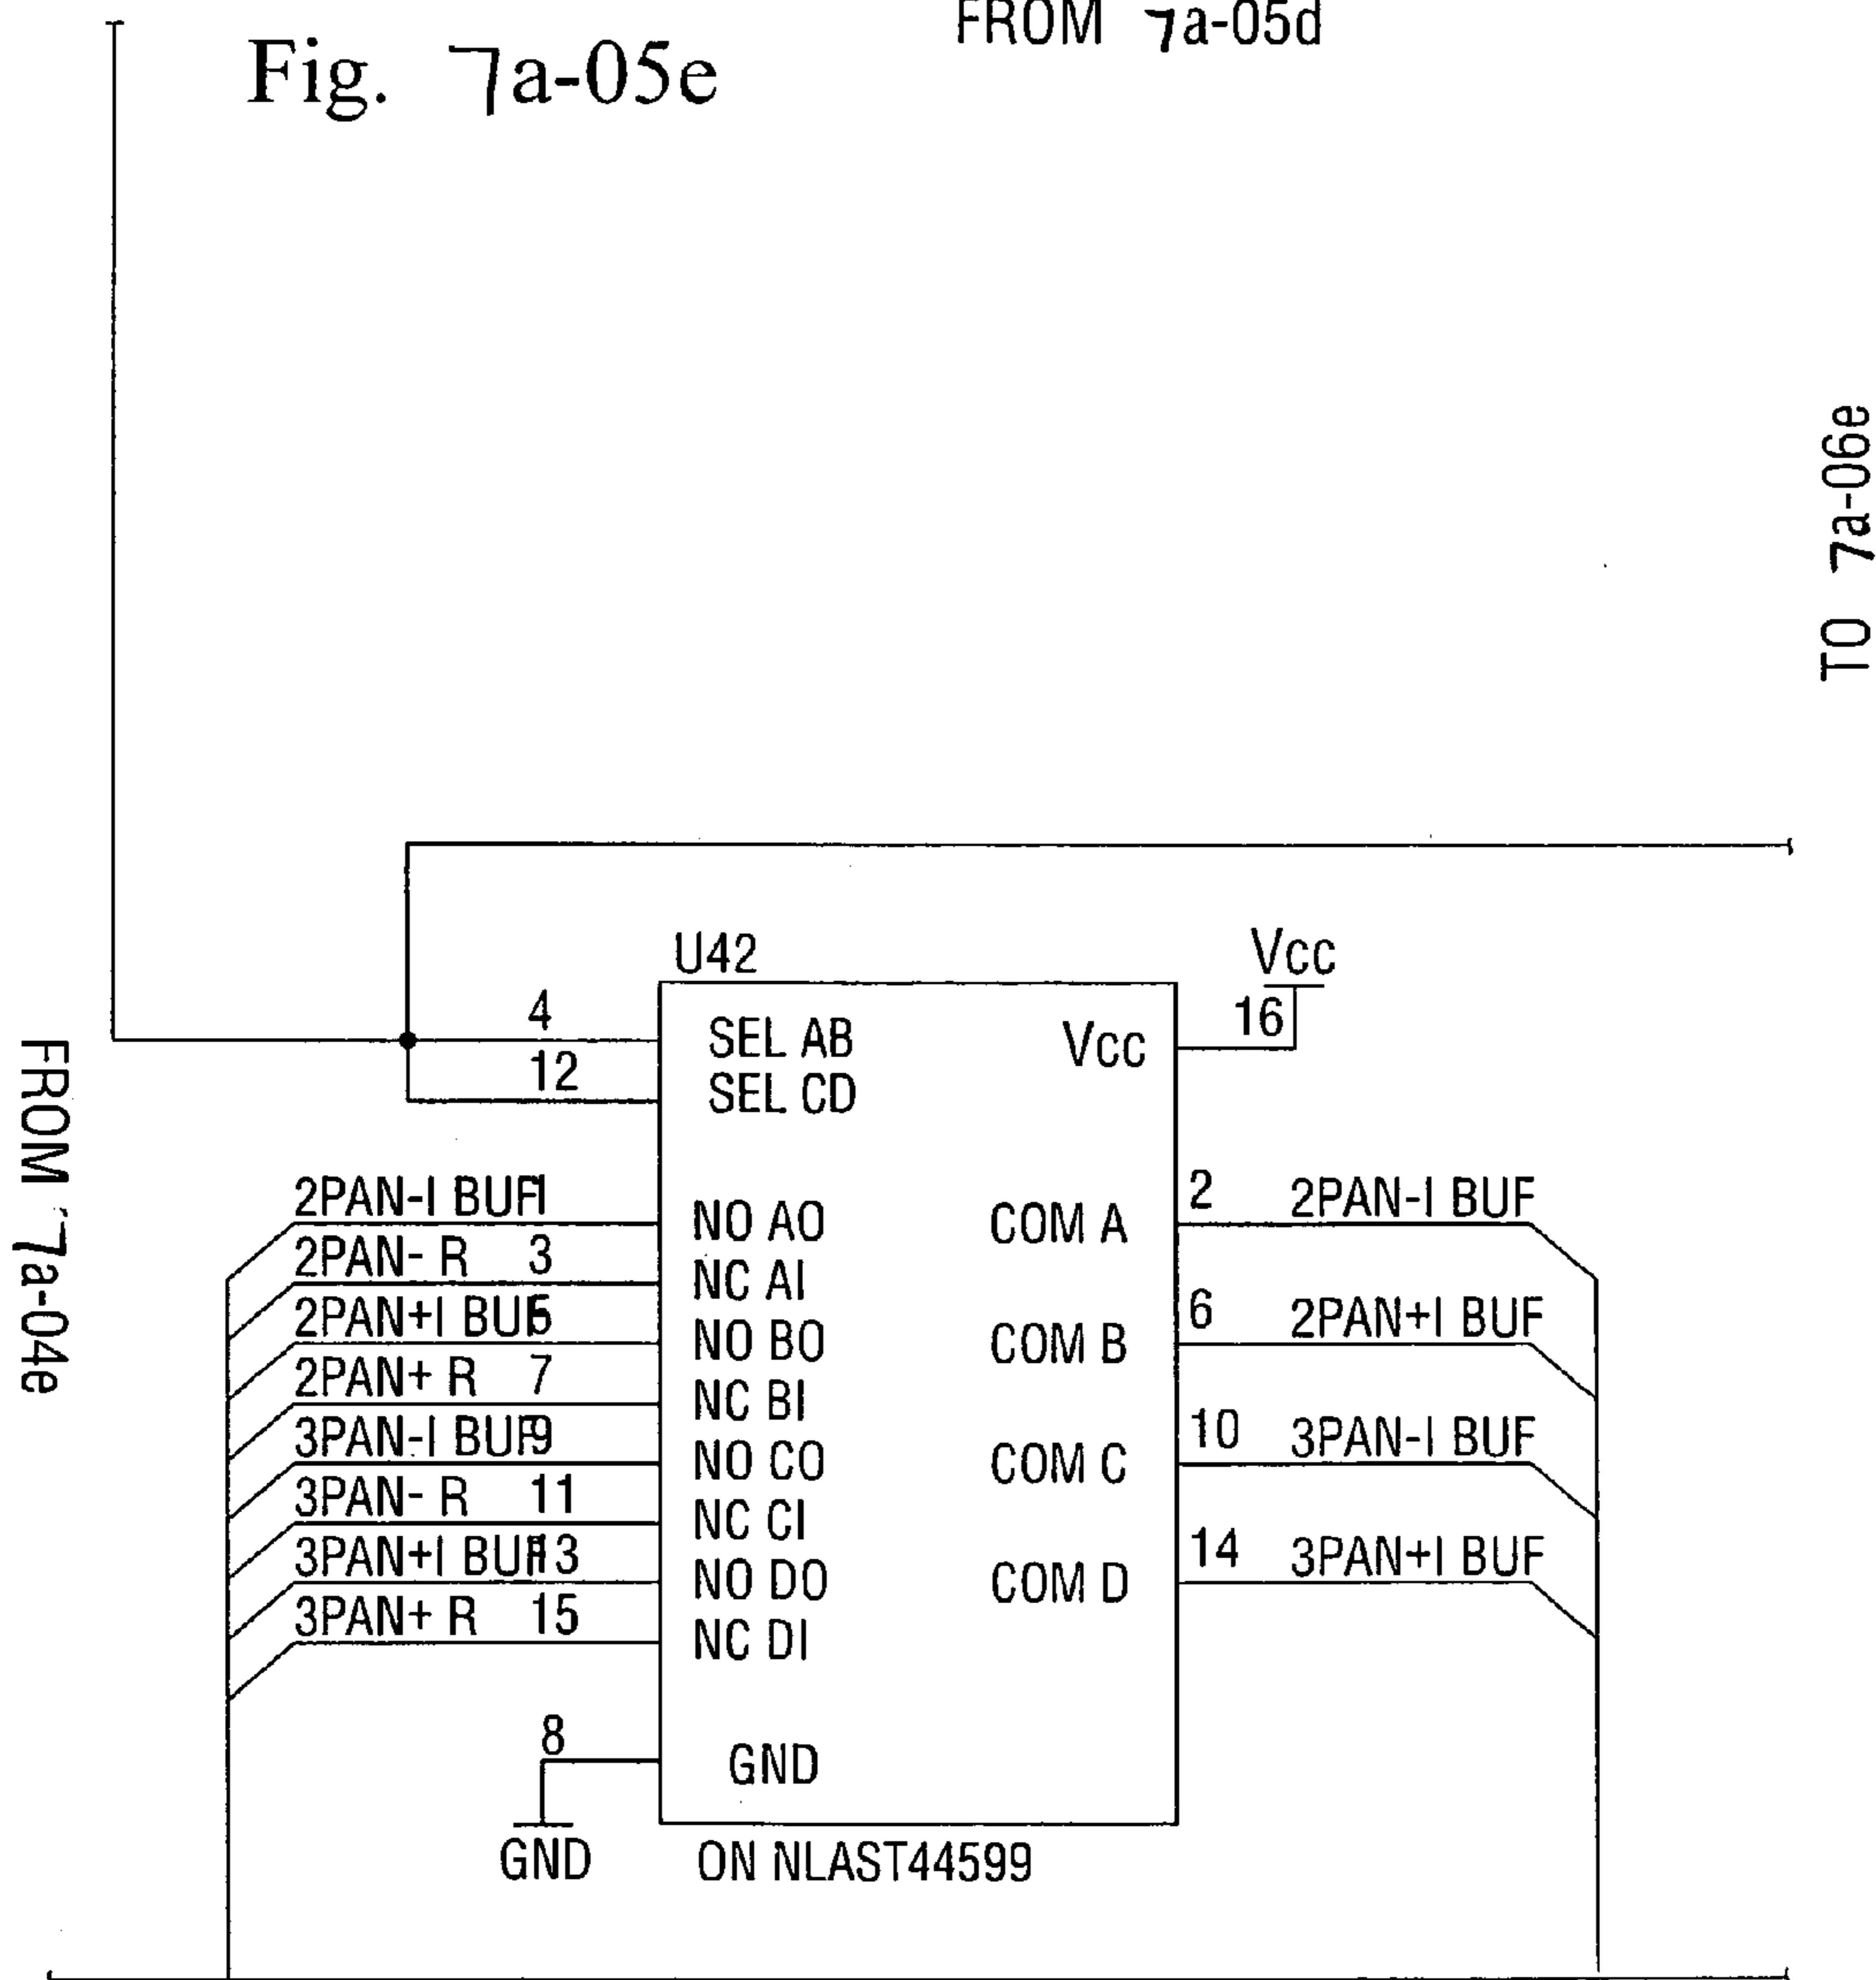 FROM 7a-05d
Fig. 7a-05e
TO 7a-06e
FROM 7a-04e
U42
Vcc
4
16
SEL AB
Vcc
12
SEL CD
2PAN-I BUF 1
NO AO
COM A
2
2PAN-I BUF
2PAN- R 3
NC AI
2PAN+I BUF 5
NO BO
COM B
6
2PAN+I BUF
2PAN+ R 7
NC BI
3PAN-I BUF 9
NO CO
COM C
10
3PAN-I BUF
3PAN- R 11
NC CI
3PAN+I BUF 13
NO DO
COM D
14
3PAN+I BUF
3PAN+ R 15
NC DI
8
GND
GND
ON NLAST44599